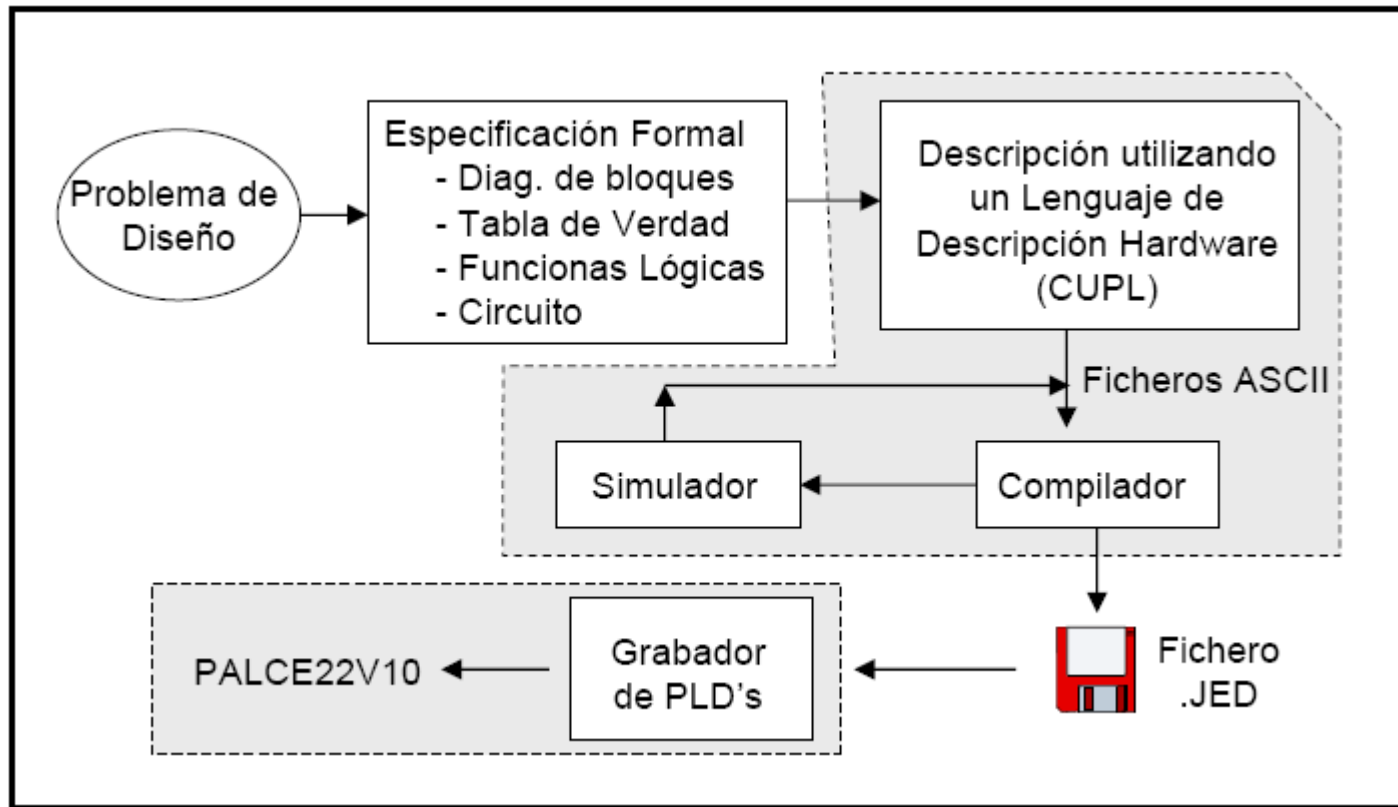 Problema de
Diseño
Especificación Formal
- Diag. de bloques
- Tabla de Verdad
- Funcionas Lógicas
- Circuito
Descripción utilizando
un Lenguaje de
Descripción Hardware
(CUPL)
Ficheros ASCII
Simulador
Compilador
PALCE22V10
Grabador
de PLD's
Fichero
.JED